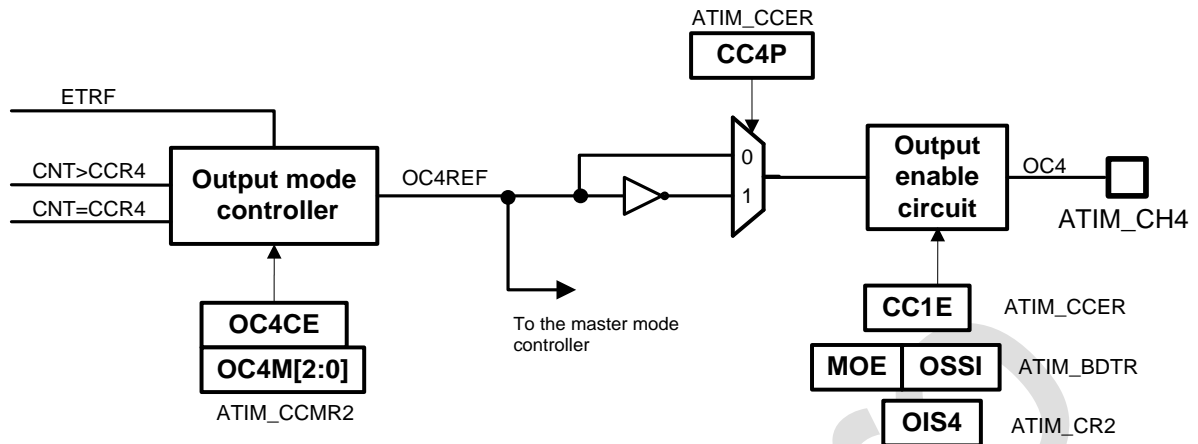 ATIM_CCER
CC4P
ETRF
CNT>CCR4
CNT=CCR4
Output mode
controller
OC4REF
0
1
Output
enable
circuit
OC4
ATIM_CH4
To the master mode
controller
OC4CE
OC4M[2:0]
ATIM_CCMR2
CC1E
ATIM_CCER
MOE
OSSI
ATIM_BDTR
OIS4
ATIM_CR2